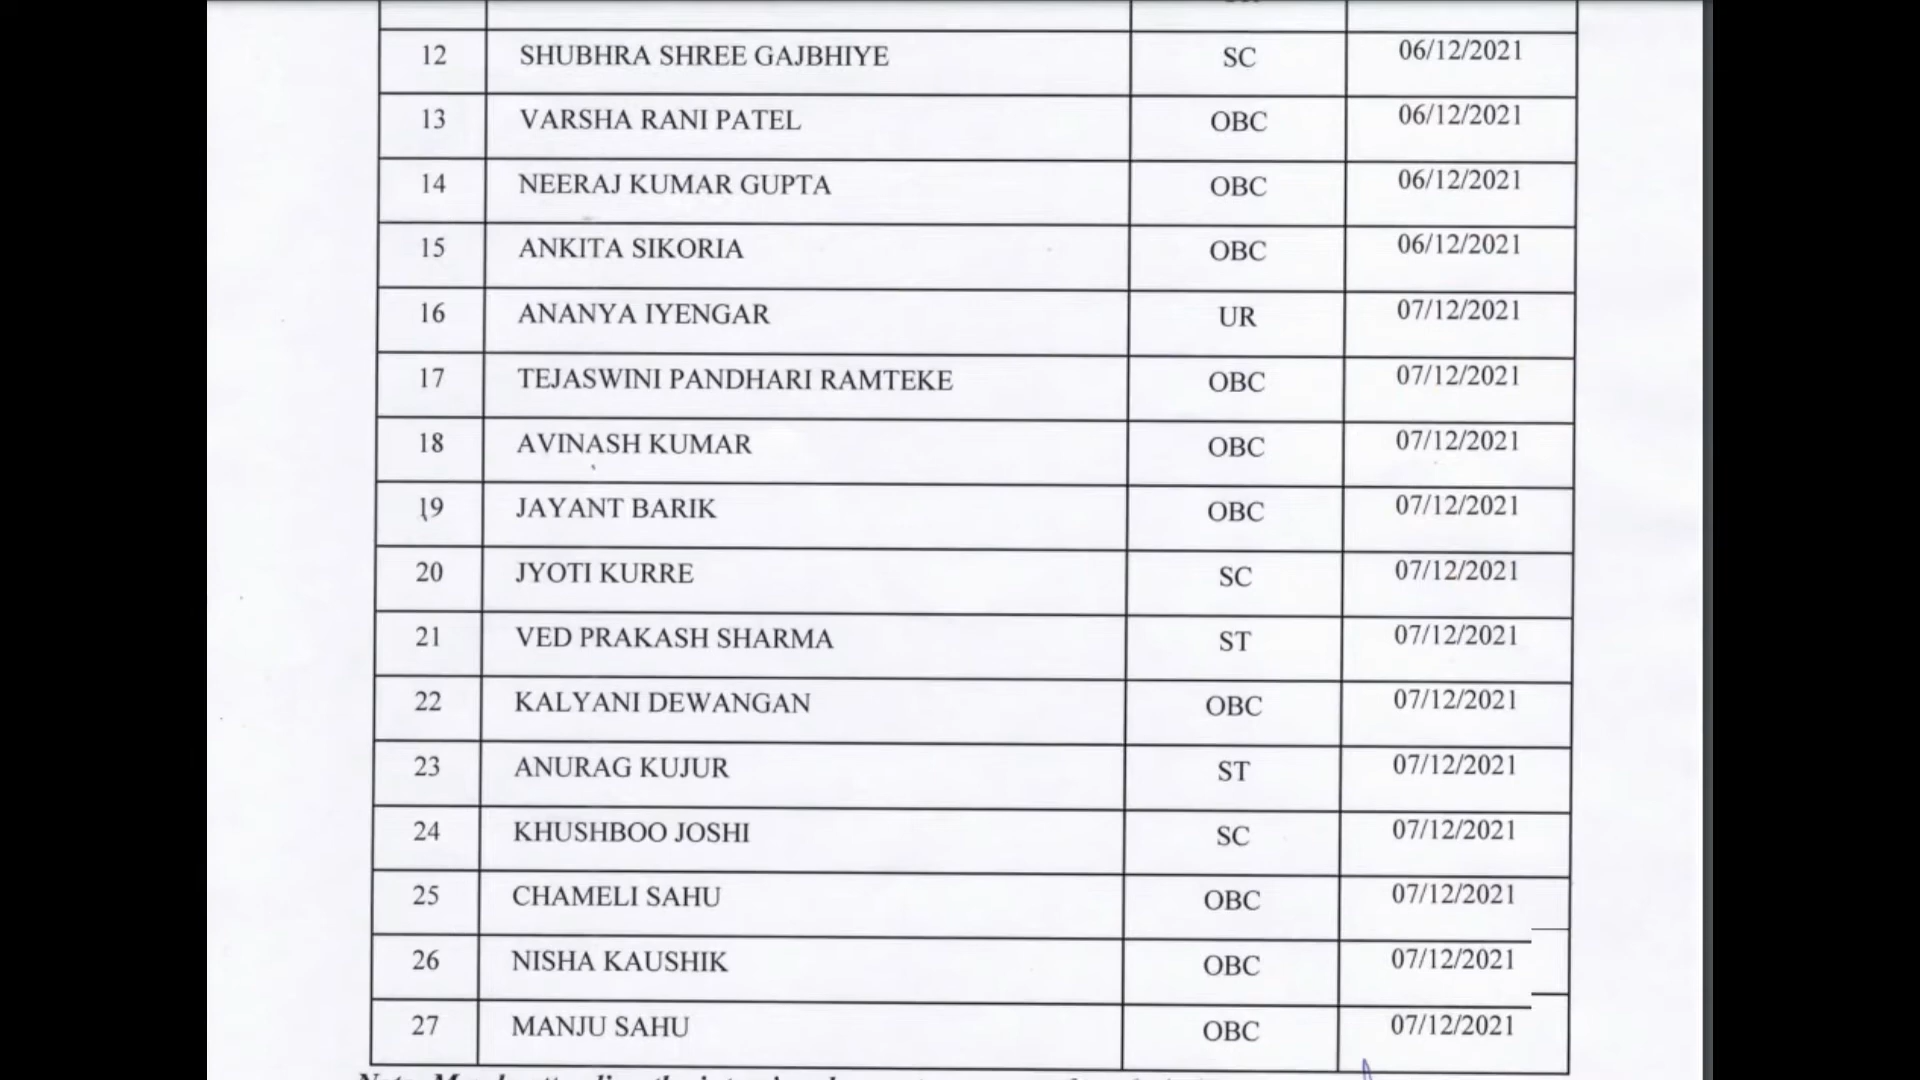 12 SHUBHRA SHREE GAJBHIYE SC 06/12/2021
13 VARSHA RANI PATEL OBC 06/12/2021
14 NEERAJ KUMAR GUPTA OBC 06/12/2021
15 ANKITA SIKORIA OBC 06/12/2021
16 ANANYA IYENGAR UR 07/12/2021
17 TEJASWINI PANDHARI RAMTEKE OBC 07/12/2021
18 AVINASH KUMAR OBC 07/12/2021
19 JAYANT BARIK OBC 07/12/2021
20 JYOTI KURRE SC 07/12/2021
21 VED PRAKASH SHARMA ST 07/12/2021
22 KALYANI DEWANGAN OBC 07/12/2021
23 ANURAG KUJUR ST 07/12/2021
24 KHUSHBOO JOSHI SC 07/12/2021
25 CHAMELI SAHU OBC 07/12/2021
26 NISHA KAUSHIK OBC 07/12/2021
27 MANJU SAHU OBC 07/12/2021